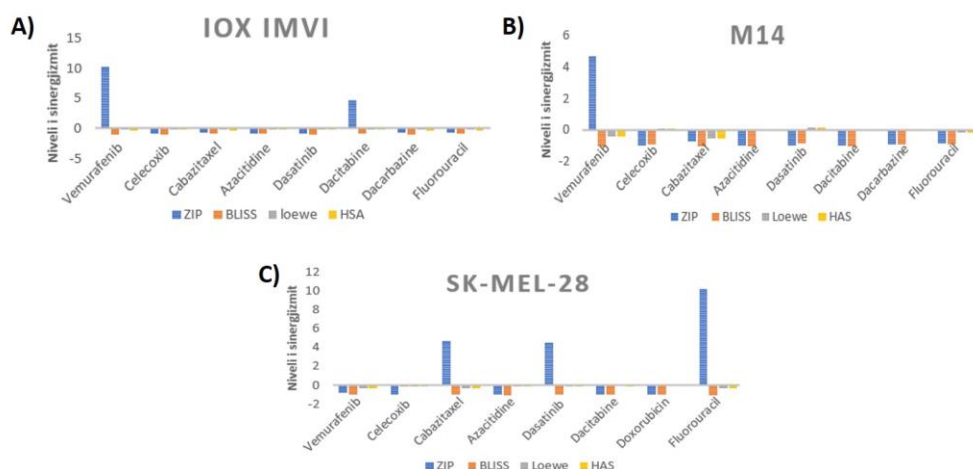 A)
IOX IMVI
Niveli i sinergjizmit
15
10
5
0
-5
Vemurafenib
Celecoxib
Cabazitaxel
Azacitidine
Dasatinib
Dacitabine
Dacarbazine
Fluorouracil
ZIP BLISS loewe HSA
B)
M14
Niveli i sinergjizmit
6
4
2
0
-2
Vemurafenib
Celecoxib
Cabazitaxel
Azacitidine
Dasatinib
Dacitabine
Dacarbazine
Fluorouracil
ZIP BLISS Loewe HAS
C)
SK-MEL-28
Niveli i sinergjizmit
12
10
8
6
4
2
0
-2
Vemurafenib
Celecoxib
Cabazitaxel
Azacitidine
Dasatinib
Dacitabine
Doxorubicin
Fluorouracil
ZIP BLISS Loewe HAS